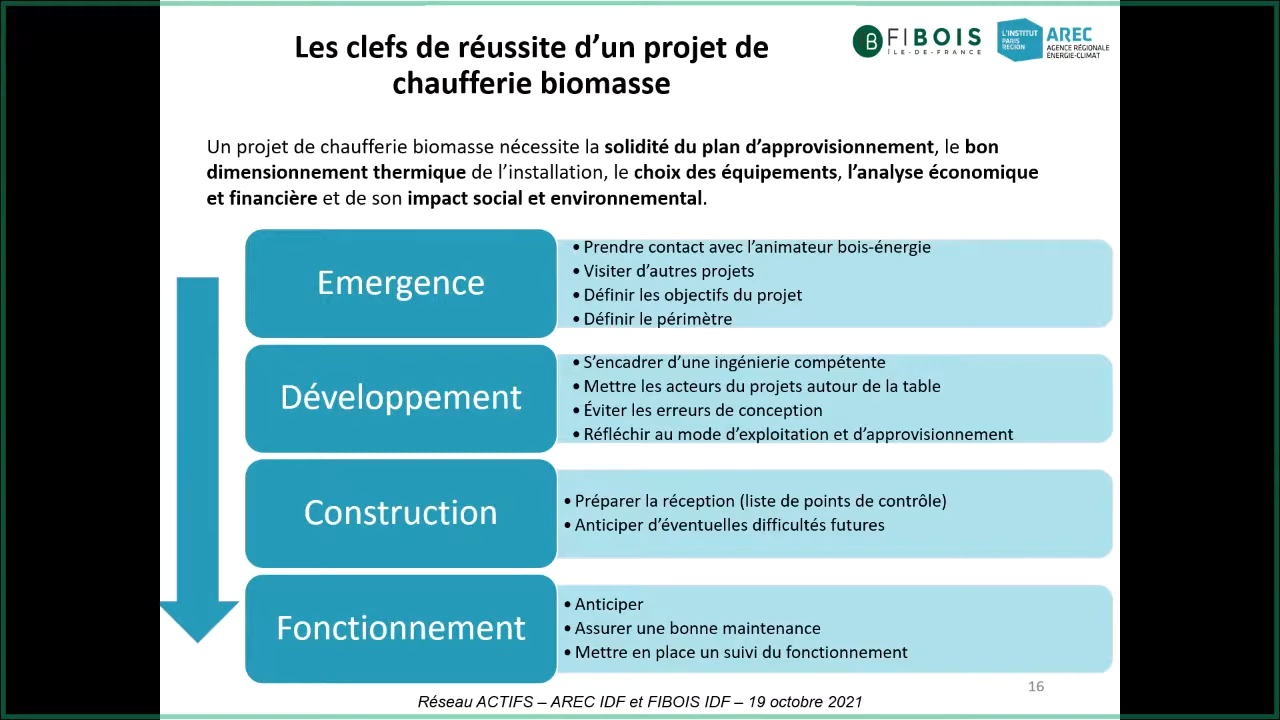 Les clefs de réussite d’un projet de
chaufferie biomasse
FIBOIS
ÎLE-DE-FRANCE
L'INSTITUT
PARIS
REGION
AREC
AGENCE RÉGIONALE
ÉNERGIE-CLIMAT
Un projet de chaufferie biomasse nécessite la solidité du plan d’approvisionnement, le bon
dimensionnement thermique de l’installation, le choix des équipements, l’analyse économique
et financière et de son impact social et environnemental.
Emergence
• Prendre contact avec l’animateur bois-énergie
• Visiter d’autres projets
• Définir les objectifs du projet
• Définir le périmètre
Développement
• S’encadrer d’une ingénierie compétente
• Mettre les acteurs du projets autour de la table
• Éviter les erreurs de conception
• Réfléchir au mode d’exploitation et d’approvisionnement
Construction
• Préparer la réception (liste de points de contrôle)
• Anticiper d’éventuelles difficultés futures
Fonctionnement
• Anticiper
• Assurer une bonne maintenance
• Mettre en place un suivi du fonctionnement
16
Réseau ACTIFS – AREC IDF et FIBOIS IDF – 19 octobre 2021